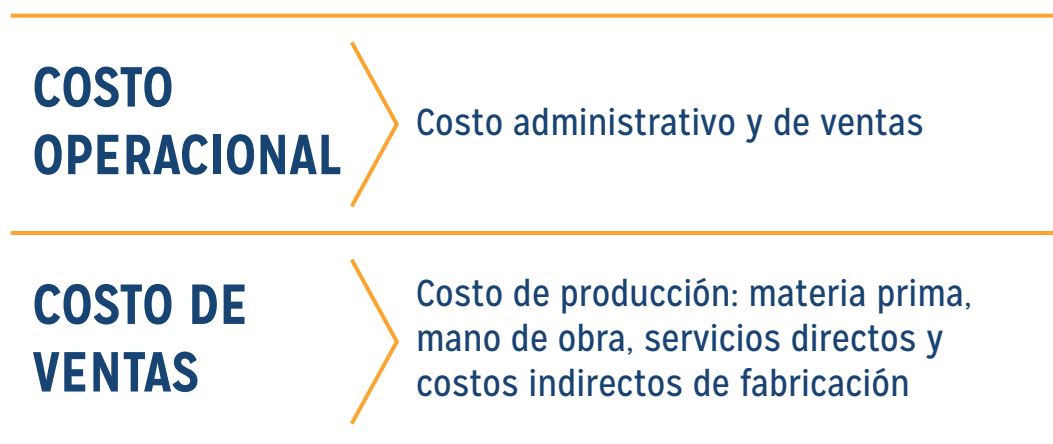 COSTO
OPERACIONAL
Costo administrativo y de ventas
COSTO DE
VENTAS
Costo de producción: materia prima,
mano de obra, servicios directos y
costos indirectos de fabricación